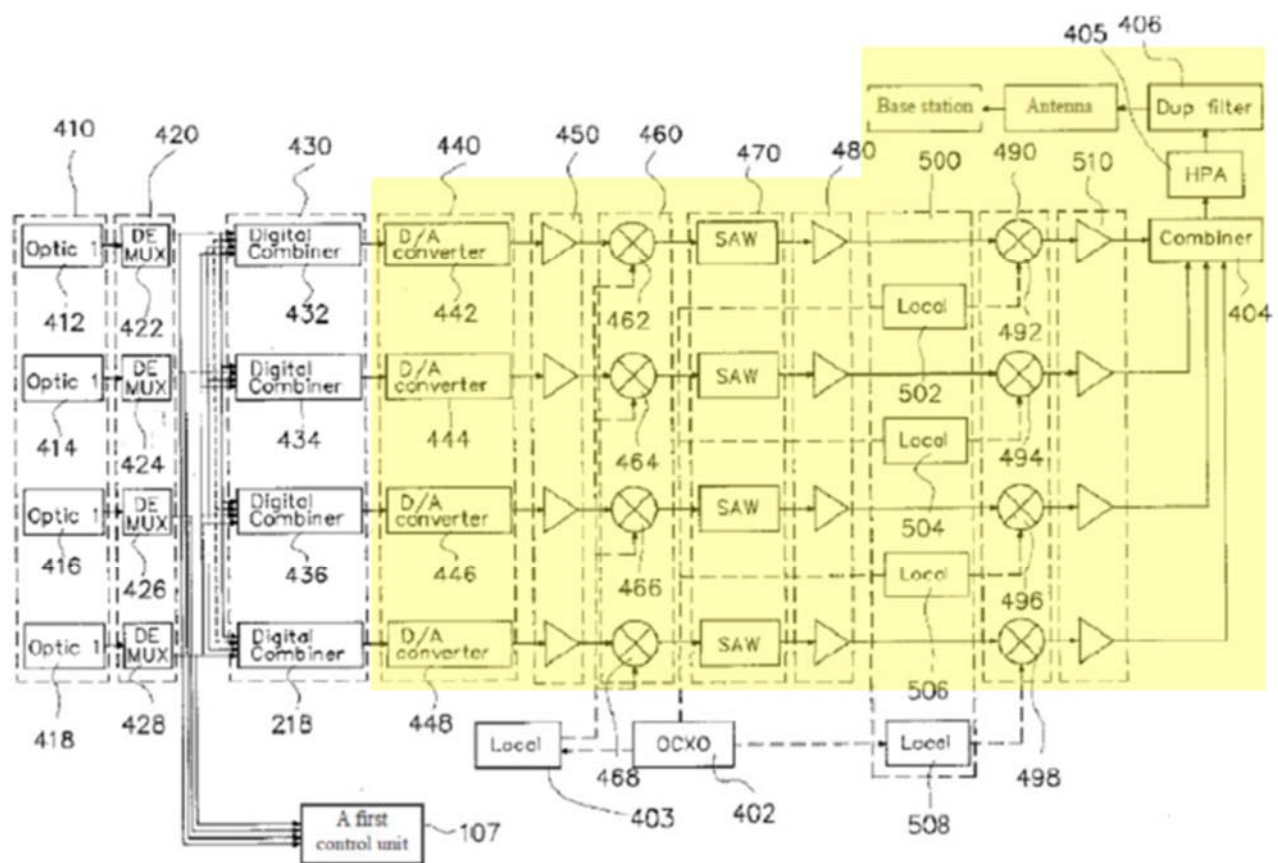 405
406
Base station
Antenna
Dup filter
410
420
430
440
450
460
470
480
500
490
510
HPA
Optic 1
DE
MUX
Digital
Combiner
D/A
converter
SAW
Combiner
412
422
432
442
462
Local
492
404
502
Optic 1
DE
MUX
Digital
Combiner
D/A
converter
SAW
414
424
434
444
464
Local
494
504
Optic 1
DE
MUX
Digital
Combiner
D/A
converter
SAW
416
426
436
446
466
Local
496
506
Optic 1
DE
MUX
Digital
Combiner
D/A
converter
SAW
418
428
218
448
Local
468
OCXO
Local
498
403
402
508
A first
control unit
107